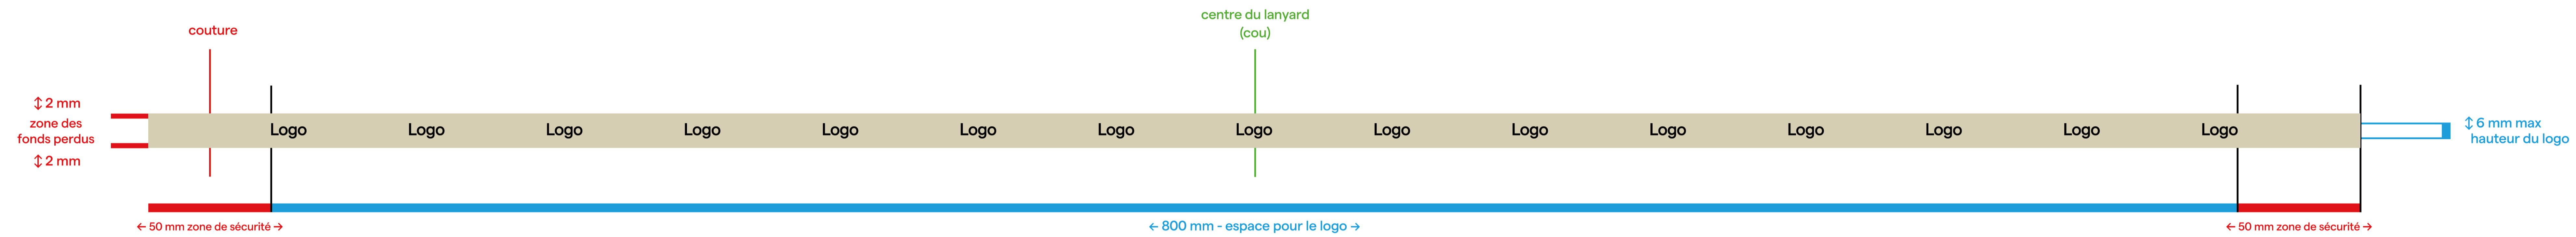 centre du lanyard
(cou)
couture
↕ 2 mm
zone des
fonds perdus
↕ 2 mm
Logo Logo Logo Logo Logo Logo Logo Logo Logo Logo Logo Logo Logo Logo Logo
↕ 6 mm max
hauteur du logo
← 50 mm zone de sécurité →
← 800 mm - espace pour le logo →
← 50 mm zone de sécurité →